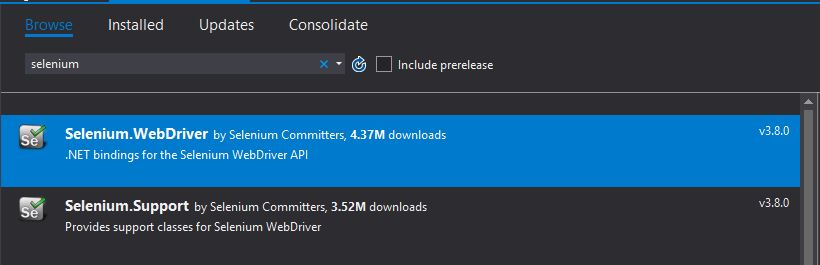 Browse Installed Updates Consolidate
selenium Include prerelease
Se Selenium.WebDriver by Selenium Committers, 4.37M downloads v3.8.0
.NET bindings for the Selenium WebDriver API
Se Selenium.Support by Selenium Committers, 3.52M downloads v3.8.0
Provides support classes for Selenium WebDriver